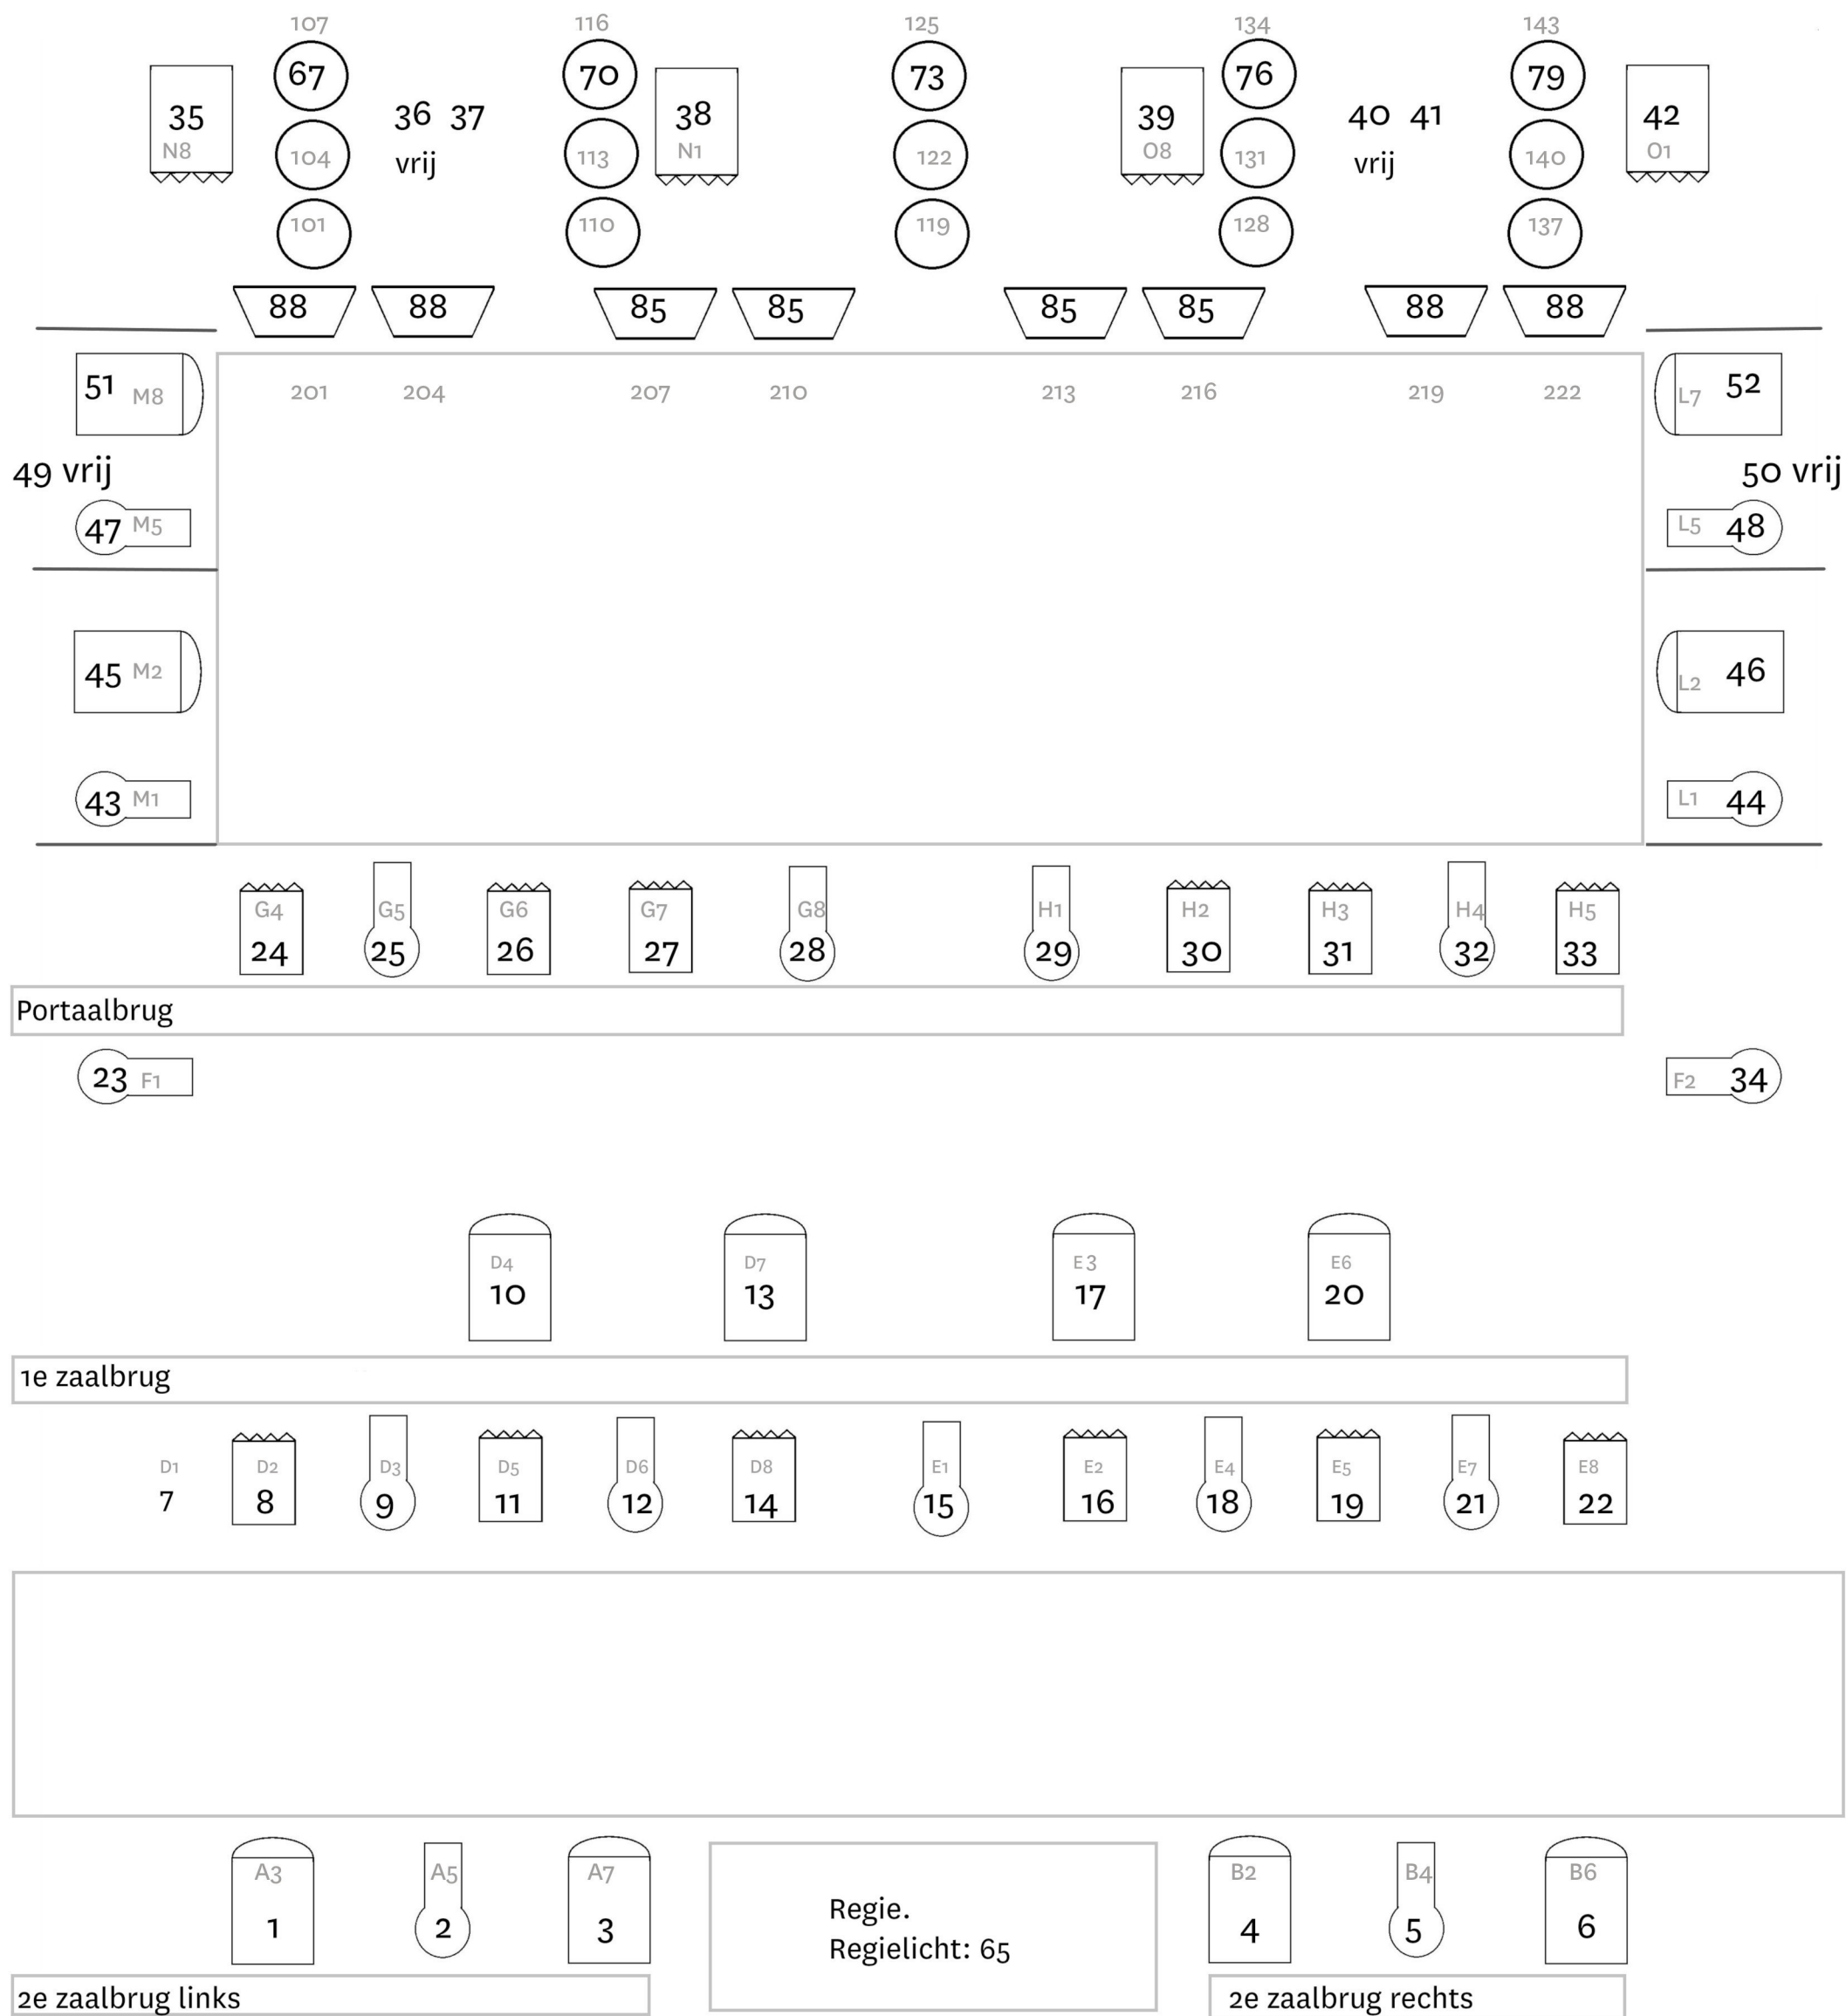 107 116 125 134 143
67 70 73 76 79
35 36 37 38 39 40 41 42
N8 104 vrij 113 N1 122 O8 131 vrij 140 O1
101 110 119 128 137
88 88 85 85 85 85 88 88
51 M8 201 204 207 210 213 216 219 222 L7 52
49 vrij 50 vrij
47 M5 L5 48
45 M2 L2 46
43 M1 L1 44
G4 G5 G6 G7 G8 H1 H2 H3 H4 H5
24 25 26 27 28 29 30 31 32 33
Portaalbrug
23 F1 F2 34
D4 D7 E3 E6
10 13 17 20
1e zaalbrug
D1 D2 D3 D5 D6 D8 E1 E2 E4 E5 E7 E8
7 8 9 11 12 14 15 16 18 19 21 22
A3 A5 A7 B2 B4 B6
1 2 3 4 5 6
Regie.
Regielicht: 65
2e zaalbrug links 2e zaalbrug rechts